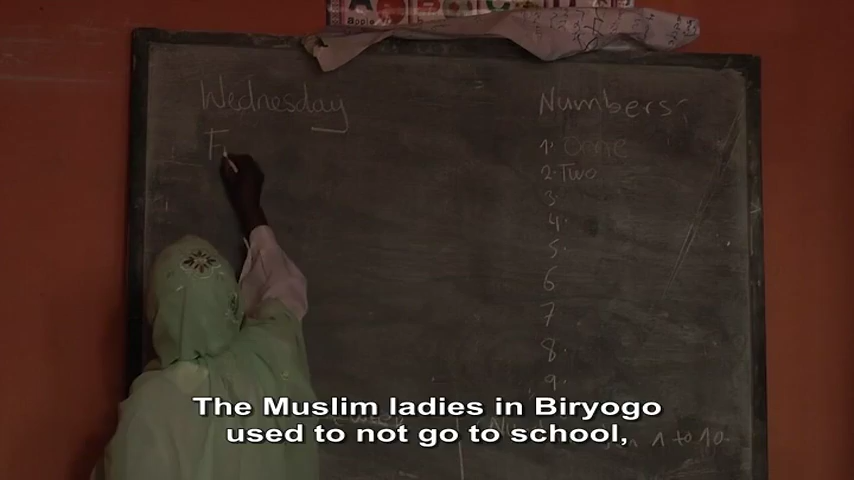 A
Apple
Wednesday
F
Numbers:
1.
2. Two
3.
4.
5.
6
7
8.
9.
1 to 10.
The Muslim ladies in Biryogo
used to not go to school,